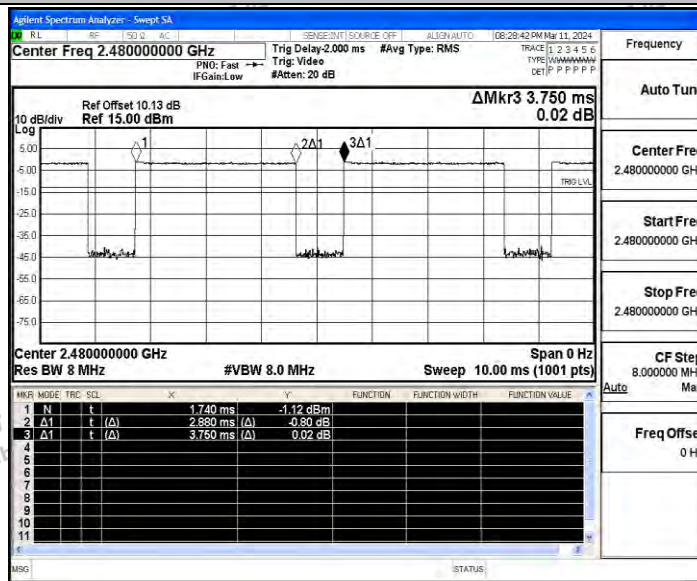 Agilent Spectrum Analyzer - Swept SA
RL RF 50 Ω AC SENSE:INT SOURCE OFF ALIGN AUTO 08:28:42 PM Mar 11, 2024
Center Freq 2.480000000 GHz
PNO: Fast
IFGain:Low
Trig Delay-2.000 ms #Avg Type: RMS
Trig: Video
#Atten: 20 dB
TRACE 1 2 3 4 5 6
TYPE
DET P P P P P P
Frequency
Auto Tun
ΔMkr3 3.750 ms
0.02 dB
Ref Offset 10.13 dB
10 dB/div Ref 15.00 dBm
Log
1
2Δ1
3Δ1
TRIG LVL
5.00
-5.00
-15.0
-25.0
-35.0
-45.0
-55.0
-65.0
-75.0
Center Fre
2.480000000 GH
Start Fre
2.480000000 GH
Stop Fre
2.480000000 GH
Center 2.480000000 GHz Span 0 Hz
Res BW 8 MHz #VBW 8.0 MHz Sweep 10.00 ms (1001 pts)
CF Step
8.000000 MH
Auto Ma
Freq Offse
0 H
MKR MODE TRC SCL X Y FUNCTION FUNCTION WIDTH FUNCTION VALUE
1 N t 1.740 ms -1.12 dBm
2 Δ1 t (Δ) 2.880 ms (Δ) -0.80 dB
3 Δ1 t (Δ) 3.750 ms (Δ) 0.02 dB
4
5
6
7
8
9
10
11
MSG STATUS